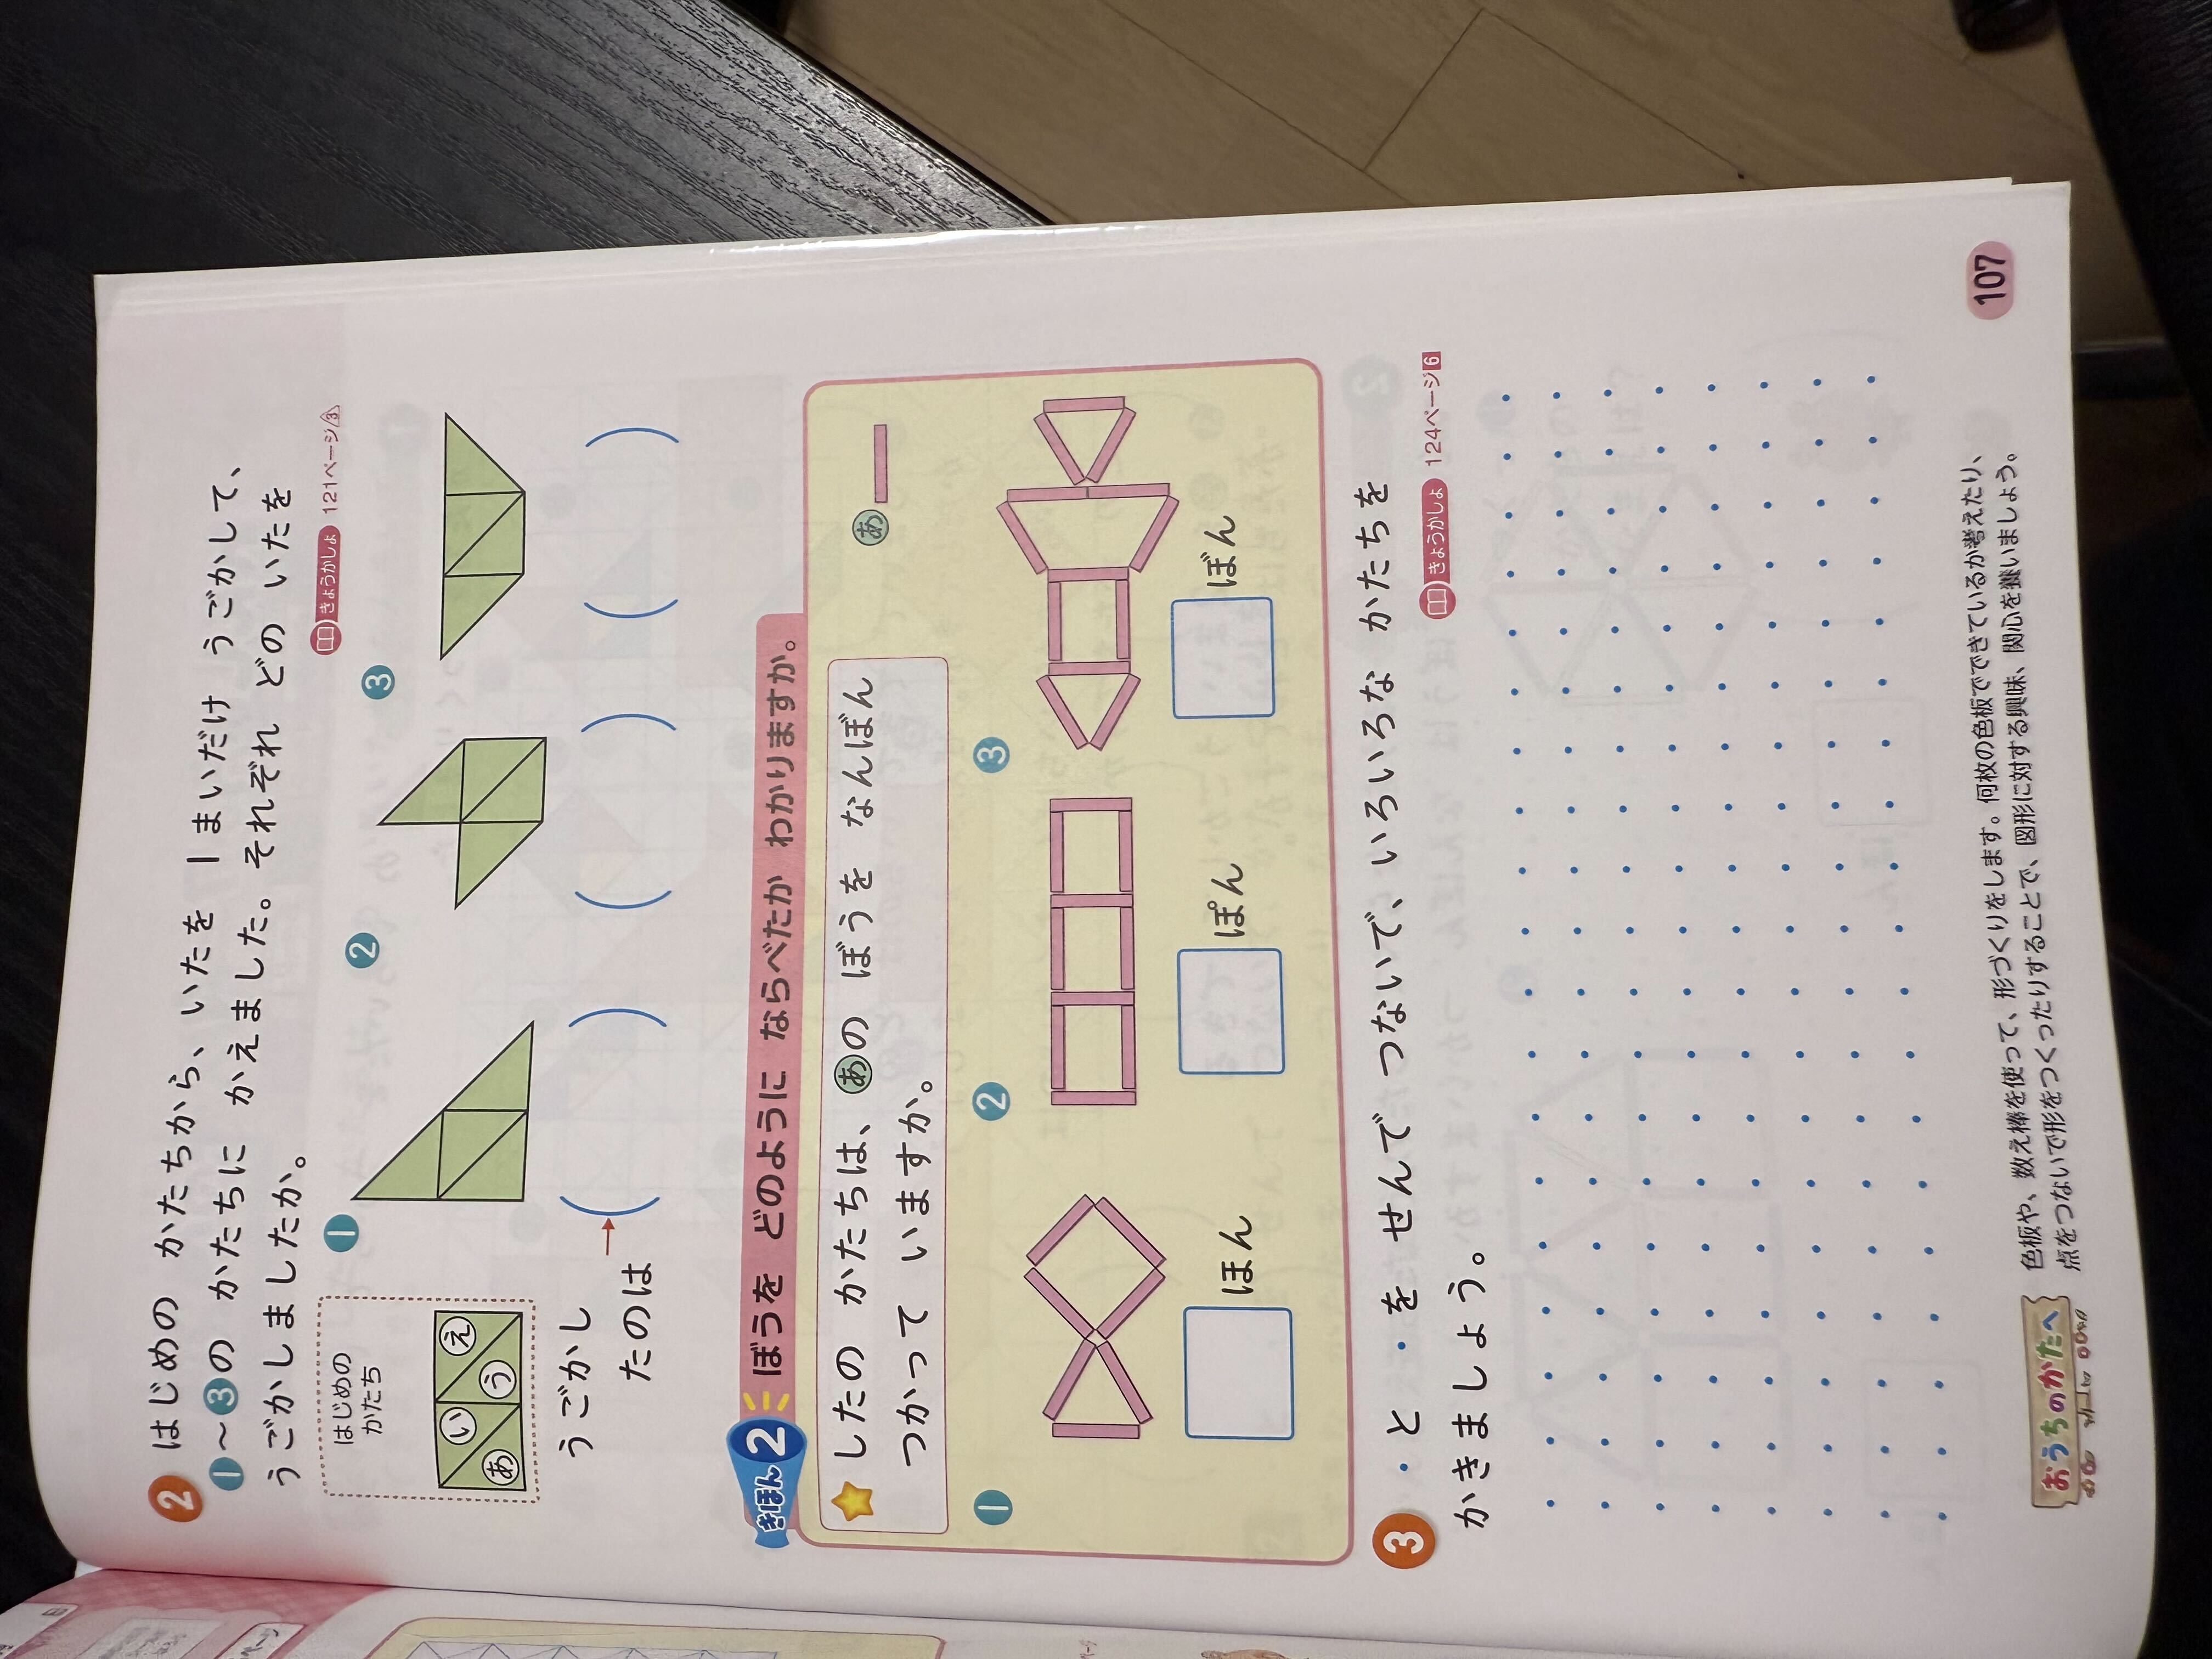 2 はじめの かたちから、いたを 1まいだけ うごかして、
1～3の かたちに かえました。それぞれ どの いたを
うごかしましたか。
きょうかしょ 121ページ3
はじめの
かたち
あ い う え
1
2
3
うごかし
たのは
→( )
( )
( )
きほん2 ぼうを どのように ならべたか わかりますか。
したの かたちは、あの ぼうを なんぼん
つかって いますか。
あ
1
2
3
ほん
ぽん
ぼん
3 ・と ・を せんで つないで、いろいろな かたちを
かきましょう。
きょうかしょ 124ページ6
おうちのかたへ
色板や、数え棒を使って、形づくりをします。何枚の色板でできているか考えたり、
点をつないで形をつくったりすることで、図形に対する興味、関心を養いましょう。
107